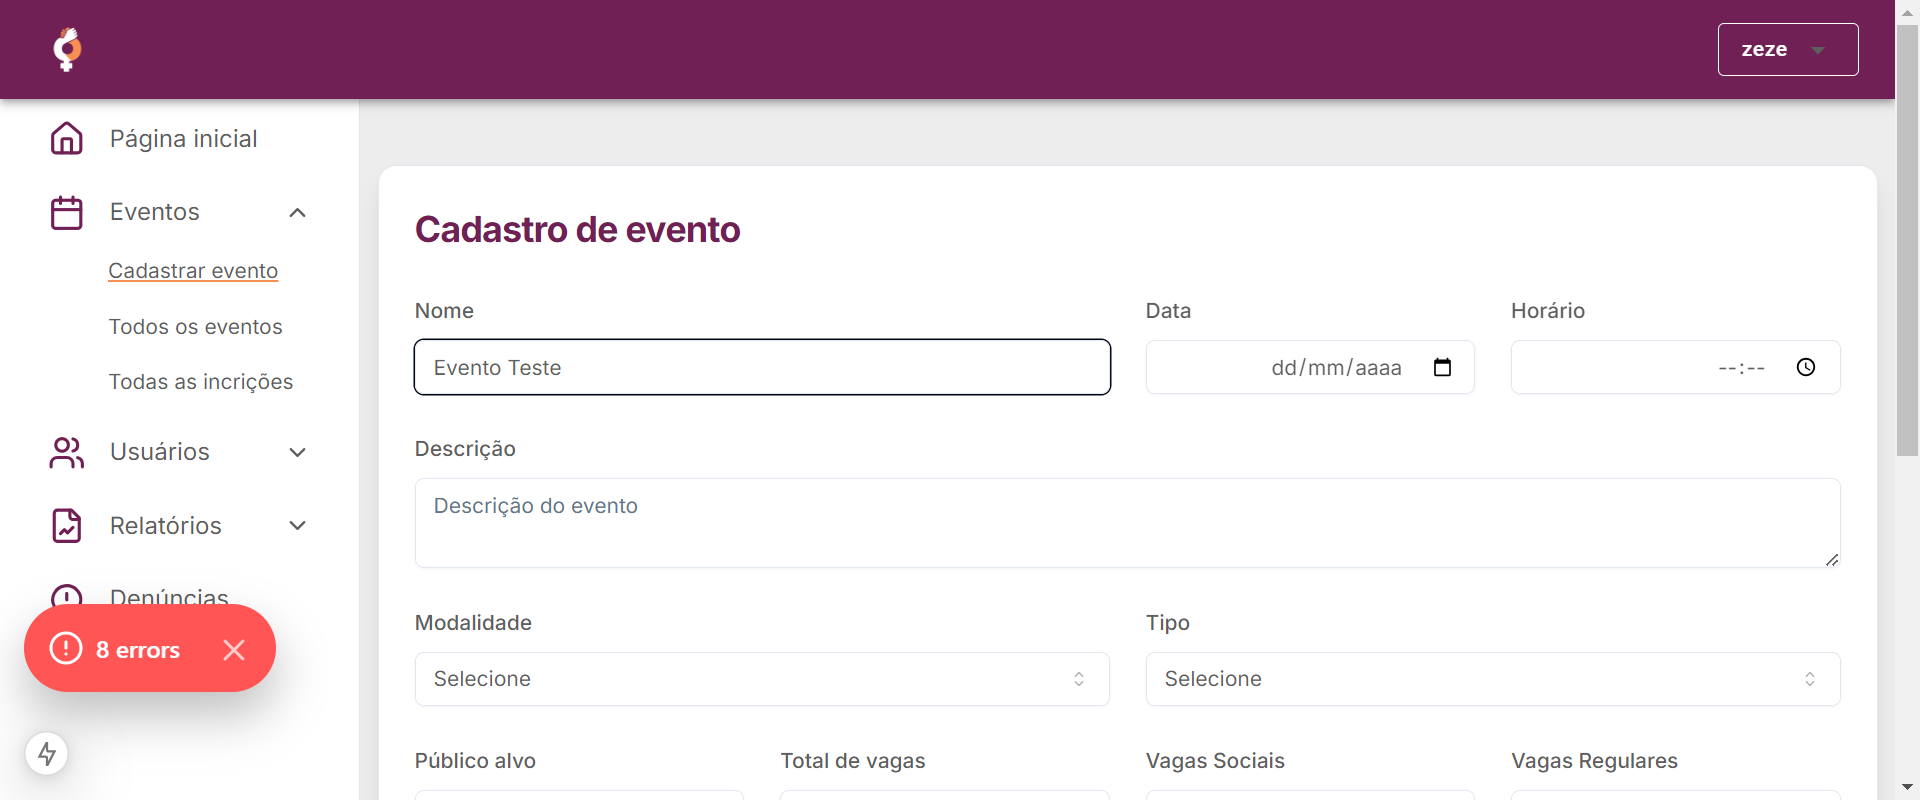 zeze
Página inicial
Eventos
Cadastrar evento
Todos os eventos
Todas as incrições
Usuários
Relatórios
Denúncias
8 errors
Cadastro de evento
Nome
Data
Horário
Evento Teste
dd/mm/aaaa
--:--
Descrição
Descrição do evento
Modalidade
Tipo
Selecione
Selecione
Público alvo
Total de vagas
Vagas Sociais
Vagas Regulares